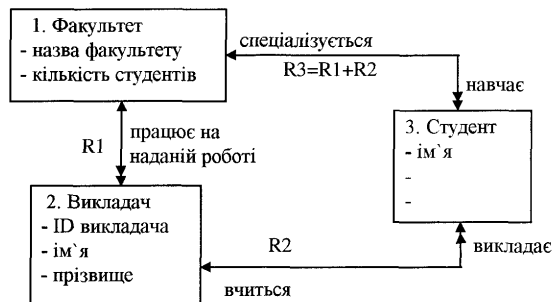 1. Факультет
- назва факультету
- кількість студентів
спеціалізується
R3=R1+R2
навчає
R1
працює на
наданій роботі
3. Студент
- ім`я
-
-
2. Викладач
- ID викладача
- ім`я
- прізвище
R2
викладає
вчиться